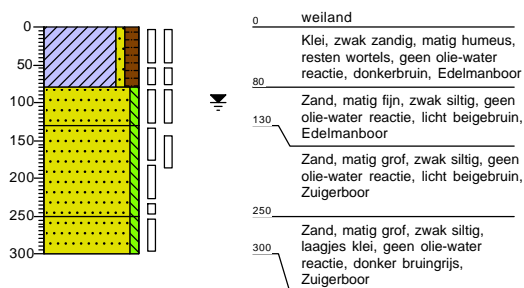 0
50
100
150
200
250
300
0 weiland
Klei, zwak zandig, matig humeus,
resten wortels, geen olie-water
reactie, donkerbruin, Edelmanboor
80
Zand, matig fijn, zwak siltig, geen
olie-water reactie, licht beigebruin,
Edelmanboor
130
Zand, matig grof, zwak siltig, geen
olie-water reactie, licht beigebruin,
Zuigerboor
250
Zand, matig grof, zwak siltig,
laagjes klei, geen olie-water
reactie, donker bruingrijs,
Zuigerboor
300